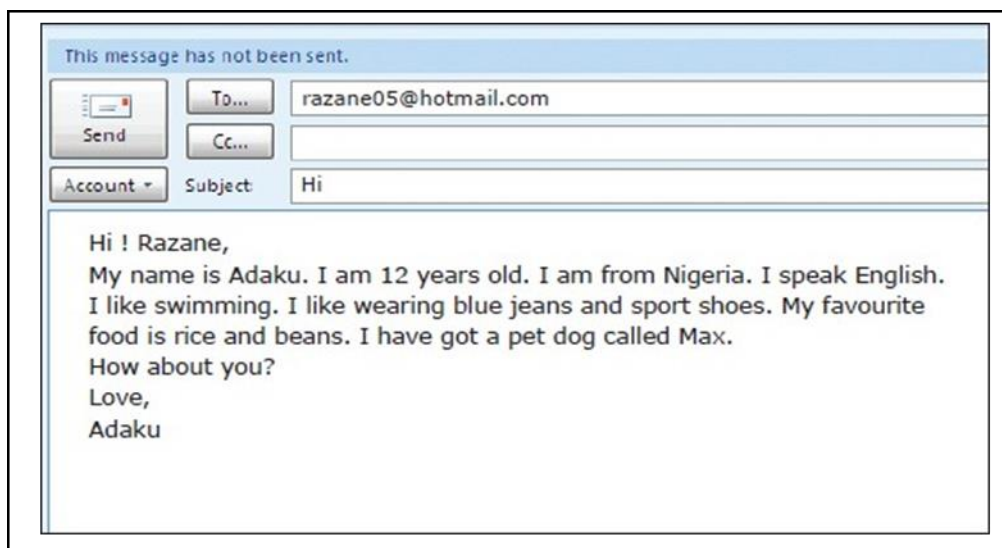 This message has not been sent.
Send
To...
razane05@hotmail.com
Cc...
Account
Subject:
Hi
Hi ! Razane,
My name is Adaku. I am 12 years old. I am from Nigeria. I speak English.
I like swimming. I like wearing blue jeans and sport shoes. My favourite
food is rice and beans. I have got a pet dog called Max.
How about you?
Love,
Adaku